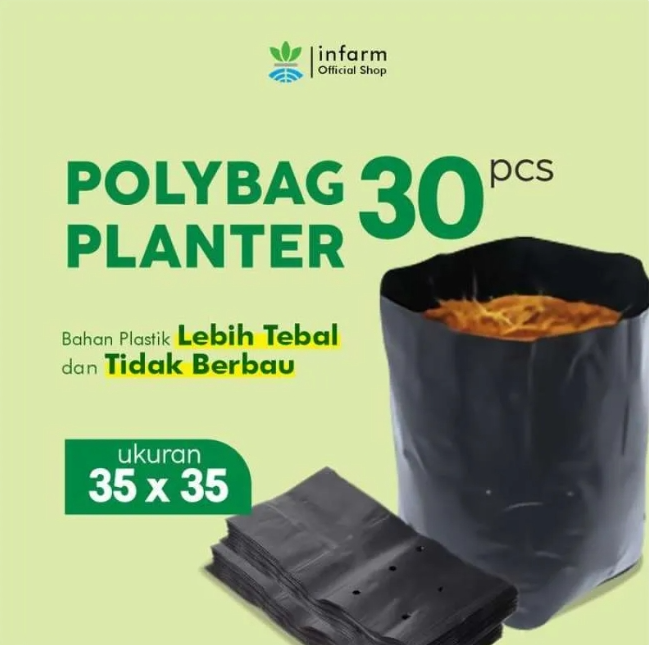 infarm
Official Shop
POLYBAG 30 pcs
PLANTER
Bahan Plastik Lebih Tebal
dan Tidak Berbau
ukuran
35 x 35